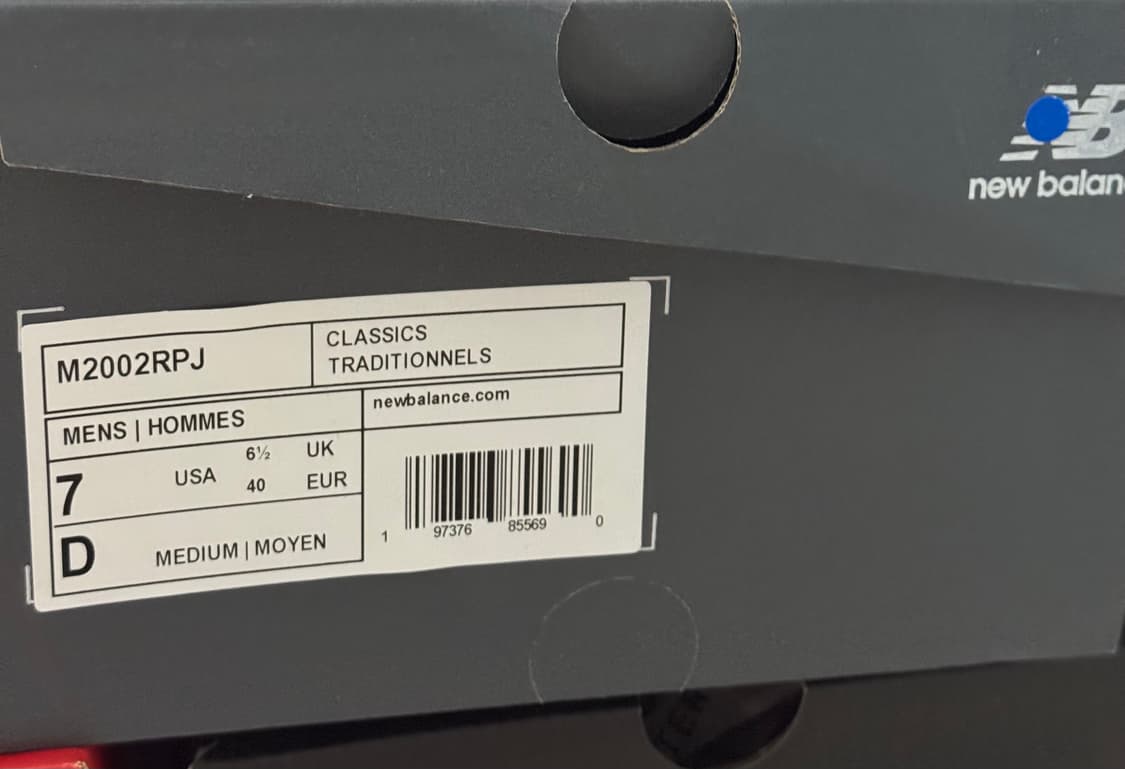 new balan
M2002RPJ
CLASSICS
TRADITIONNELS
MENS | HOMMES
newbalance.com
7 USA 6½ UK
40 EUR
D MEDIUM | MOYEN
1 97376 85569 0